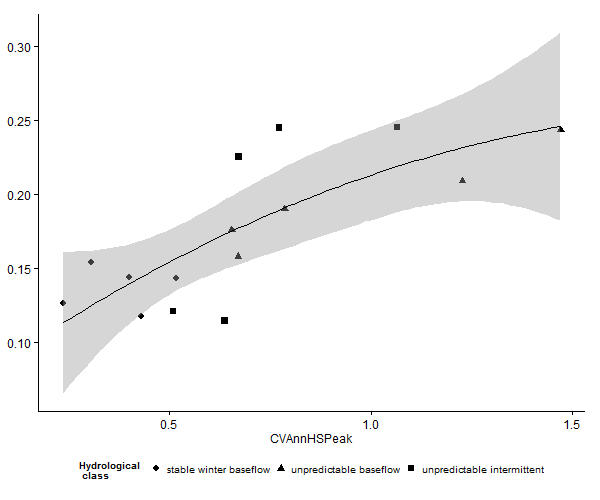 0.30
0.25
0.20
0.15
0.10
0.5 1.0 1.5
CVAnnHSPeak
Hydrological
class
stable winter baseflow unpredictable baseflow unpredictable intermittent